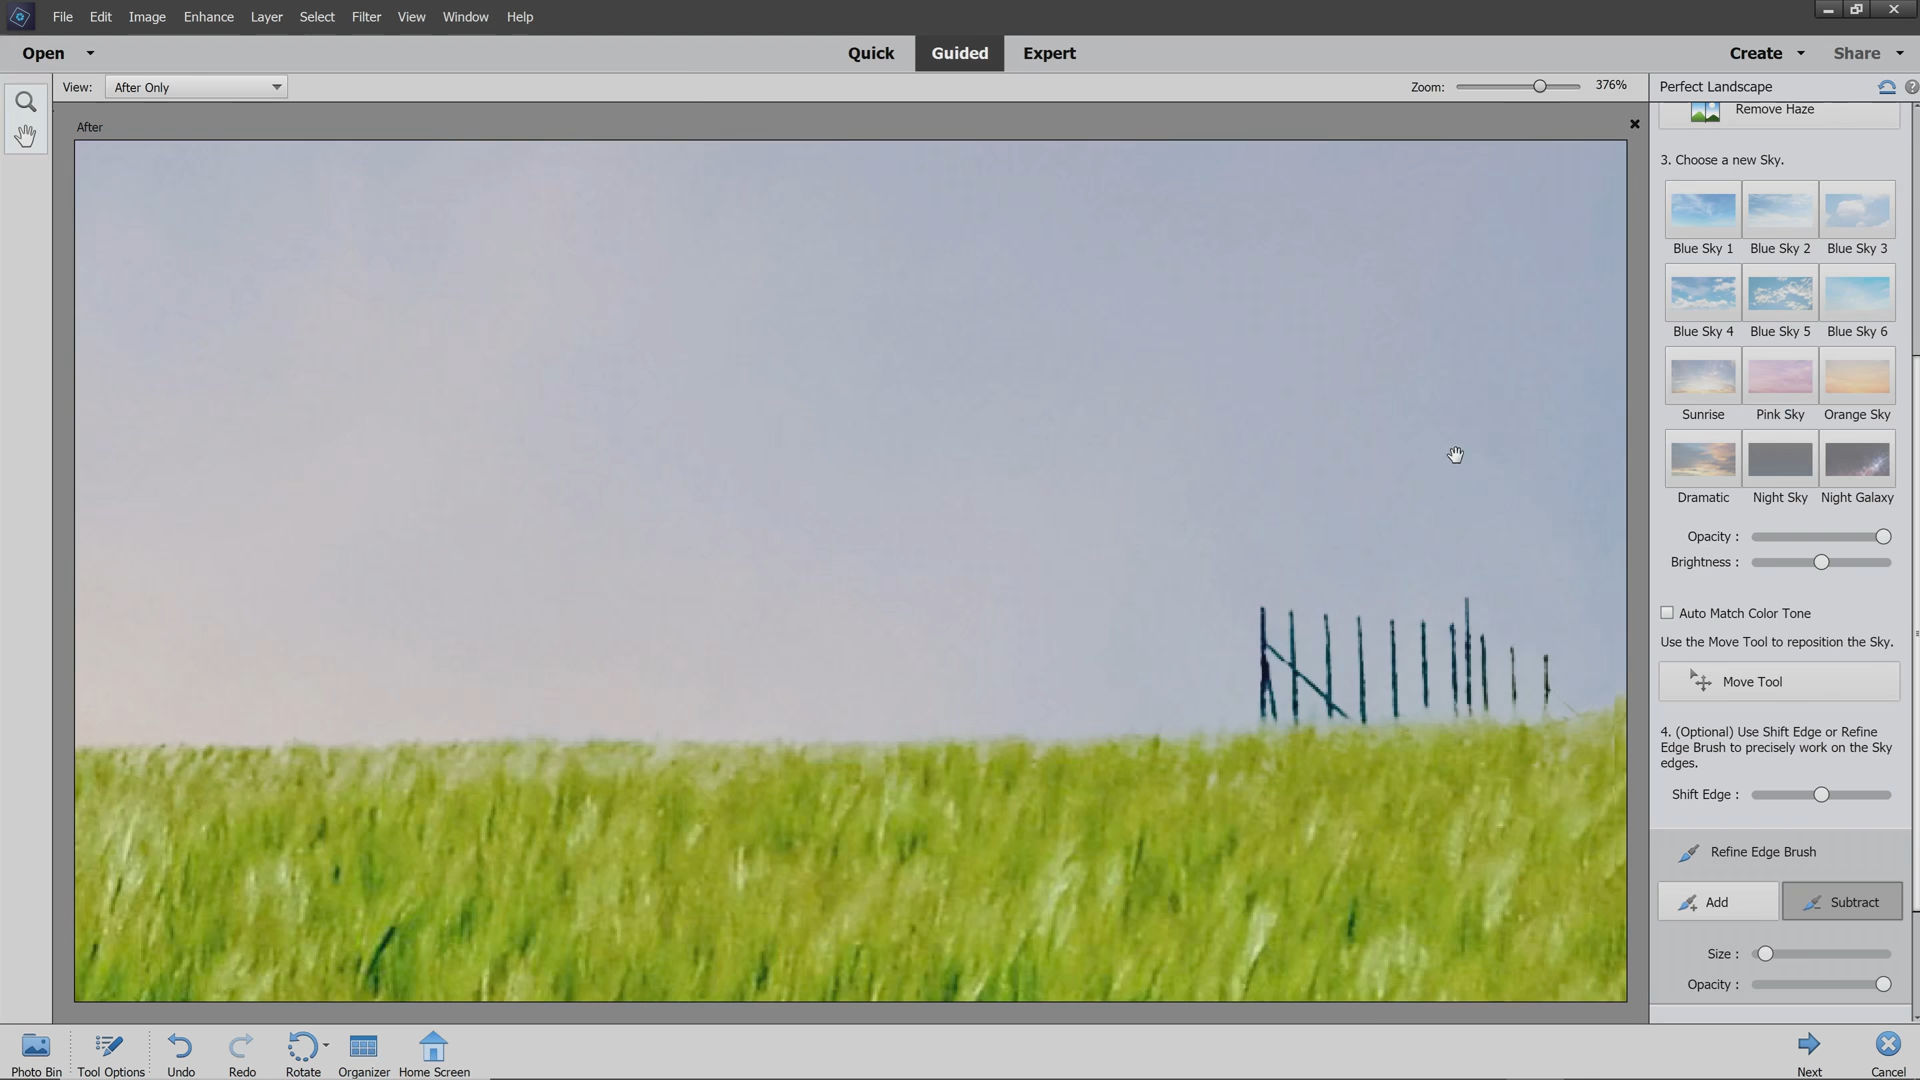 File Edit Image Enhance Layer Select Filter View Window Help
Open Quick Guided Expert Create Share
View: After Only Zoom: 376% Perfect Landscape
After
Remove Haze
3. Choose a new Sky.
Blue Sky 1 Blue Sky 2 Blue Sky 3
Blue Sky 4 Blue Sky 5 Blue Sky 6
Sunrise Pink Sky Orange Sky
Dramatic Night Sky Night Galaxy
Opacity :
Brightness :
Auto Match Color Tone
Use the Move Tool to reposition the Sky.
Move Tool
4. (Optional) Use Shift Edge or Refine
Edge Brush to precisely work on the Sky
edges.
Shift Edge :
Refine Edge Brush
Add Subtract
Size :
Opacity :
Photo Bin Tool Options Undo Redo Rotate Organizer Home Screen Next Cancel